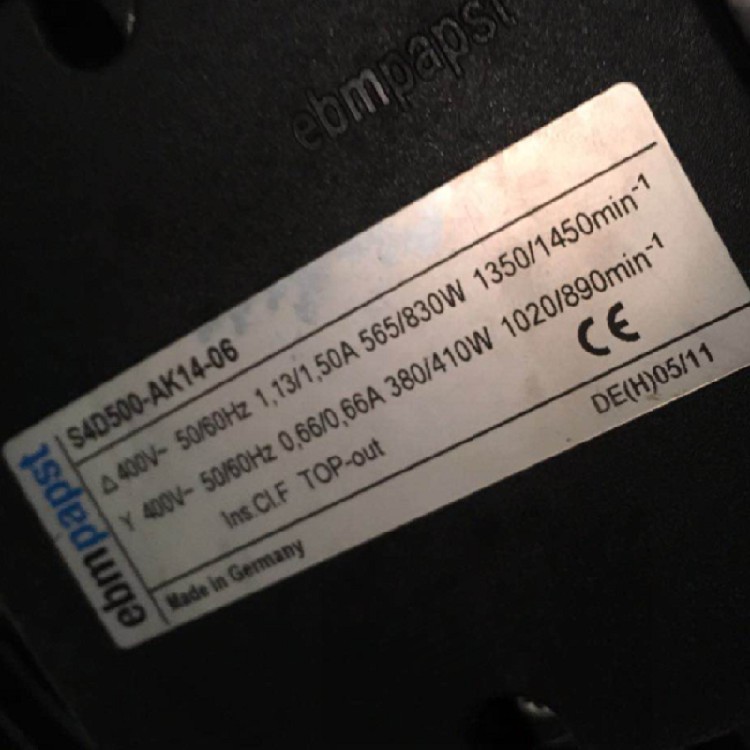 ebmpapst
S4D500-AK14-06
Δ 400V~ 50/60Hz 1,13/1,50A 565/830W 1350/1450min⁻¹
Y 400V~ 50/60Hz 0,66/0,66A 380/410W 1020/890min⁻¹
Ins.Cl.F TOP-out
CE
Made in Germany
DE(H)05/11
ebmpapst